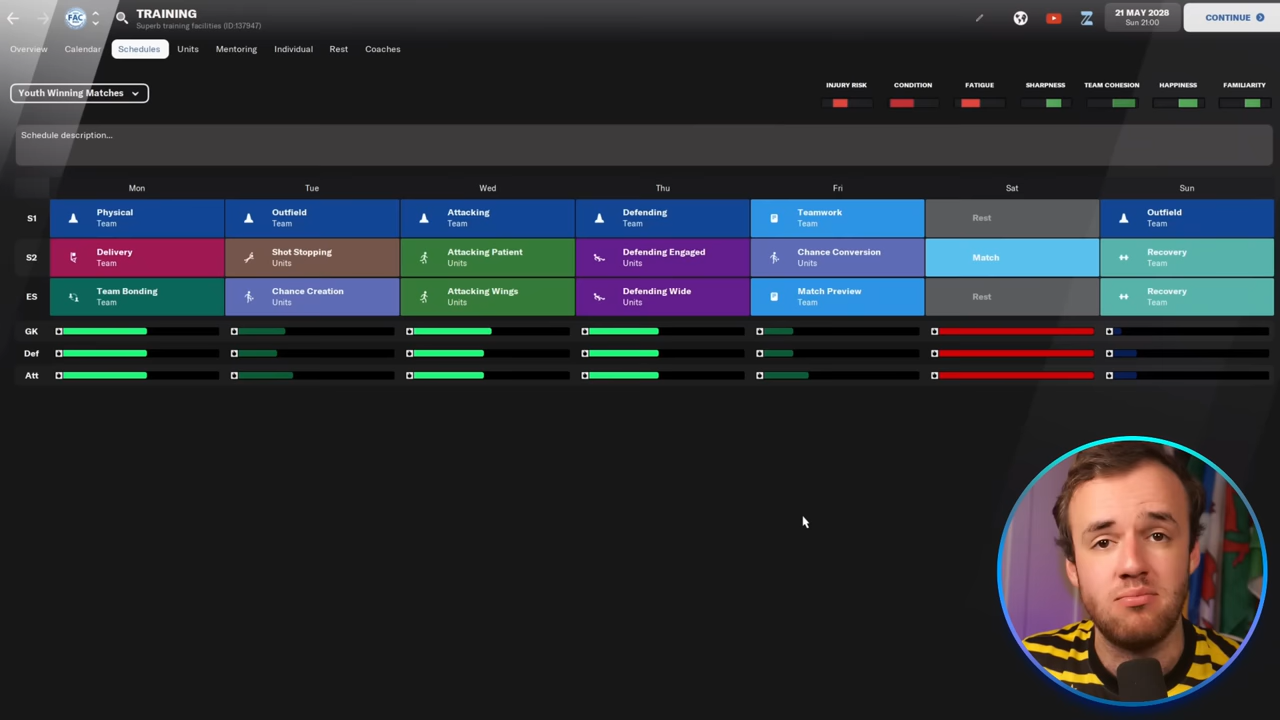 FAC
TRAINING
Superb training facilities (ID:137947)
21 MAY 2028
Sun 21:00
CONTINUE
Overview
Calendar
Schedules
Units
Mentoring
Individual
Rest
Coaches
Youth Winning Matches
INJURY RISK
CONDITION
FATIGUE
SHARPNESS
TEAM COHESION
HAPPINESS
FAMILIARITY
Schedule description...
Mon
Tue
Wed
Thu
Fri
Sat
Sun
S1
Physical
Team
Outfield
Team
Attacking
Team
Defending
Team
Teamwork
Team
Rest
Outfield
Team
S2
Delivery
Team
Shot Stopping
Units
Attacking Patient
Units
Defending Engaged
Units
Chance Conversion
Units
Match
Recovery
Team
ES
Team Bonding
Team
Chance Creation
Units
Attacking Wings
Units
Defending Wide
Units
Match Preview
Team
Rest
Recovery
Team
GK
Def
Att